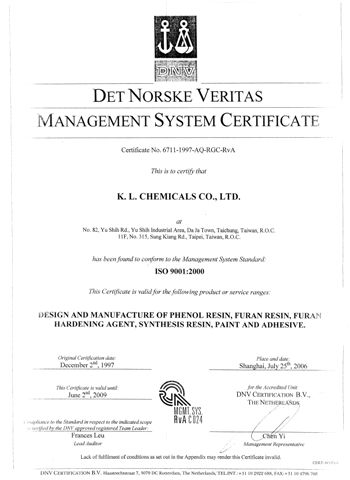 DNV
DET NORSKE VERITAS
MANAGEMENT SYSTEM CERTIFICATE
Certificate No. 6711-1997-AQ-RGC-RvA
This is to certify that
K. L. CHEMICALS CO., LTD.
at
No. 82, Yu Shih Rd., Yu Shih Industrial Area, Da Ja Town, Taichung, Taiwan, R.O.C.
11F, No. 315, Sung Kiang Rd., Taipei, Taiwan, R.O.C.
has been found to conform to the Management System Standard:
ISO 9001:2000
This Certificate is valid for the following product or service ranges:
DESIGN AND MANUFACTURE OF PHENOL RESIN, FURAN RESIN, FURAN
HARDENING AGENT, SYNTHESIS RESIN, PAINT AND ADHESIVE.
Original Certification date:
December 2nd, 1997
Place and date:
Shanghai, July 25th, 2006
This Certificate is valid until:
June 2nd, 2009
for the Accredited Unit
DNV CERTIFICATION B.V.,
THE NETHERLANDS
RvA
MGMT. SYS.
RvA C 024
Compliance to the Standard in respect to the indicated scope
verified by the DNV approved registered Team Leader
Frances Leu
Lead Auditor
Chen Yi
Management Representative
Lack of fulfilment of conditions as set out in the Appendix may render this Certificate invalid.
DNV CERTIFICATION B.V. Haastrechtstraat 7, 3079 DC Rotterdam, The Netherlands, TEL.INT.: +31 10 2922 688, FAX:+31 10 4796 768